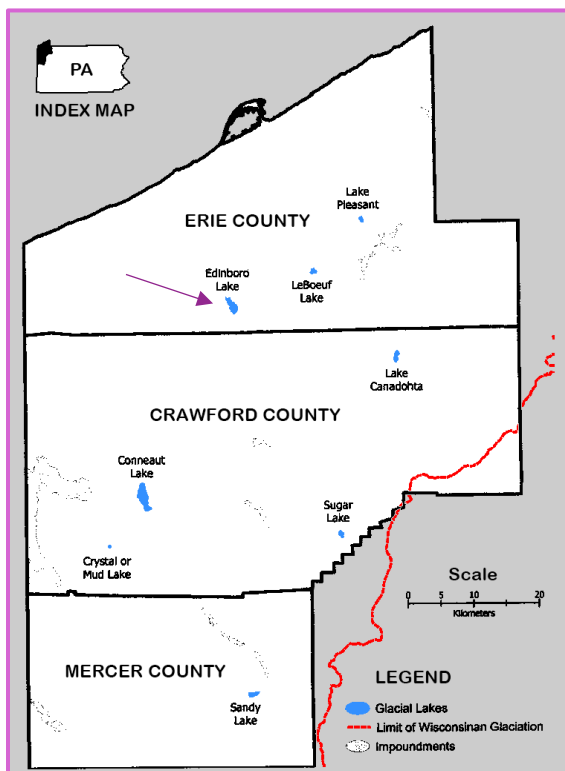 PA
INDEX MAP
Lake
Pleasant
ERIE COUNTY
Edinboro
Lake
LeBoeuf
Lake
Lake
Canadohta
CRAWFORD COUNTY
Conneaut
Lake
Sugar
Lake
Crystal or
Mud Lake
Scale
0 5 10 20
Kilometers
MERCER COUNTY
Sandy
Lake
LEGEND
Glacial Lakes
Limit of Wisconsinan Glaciation
Impoundments